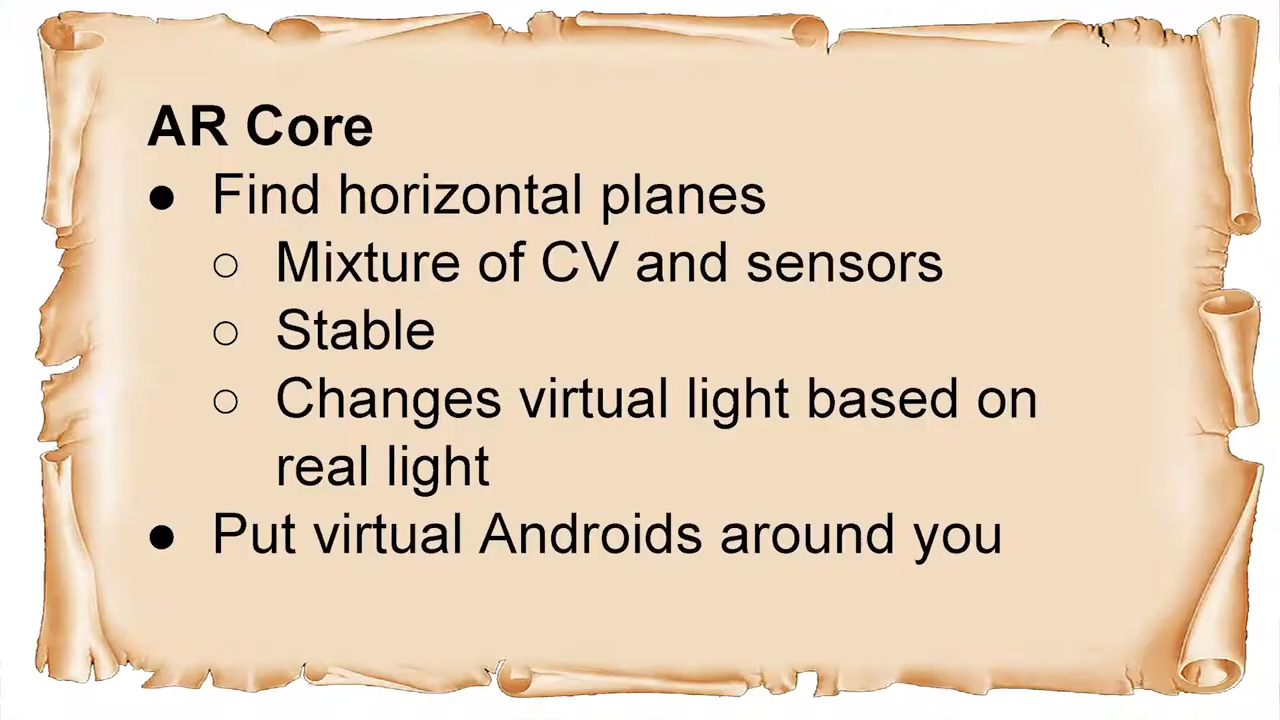 AR Core
● Find horizontal planes
○ Mixture of CV and sensors
○ Stable
○ Changes virtual light based on
real light
● Put virtual Androids around you